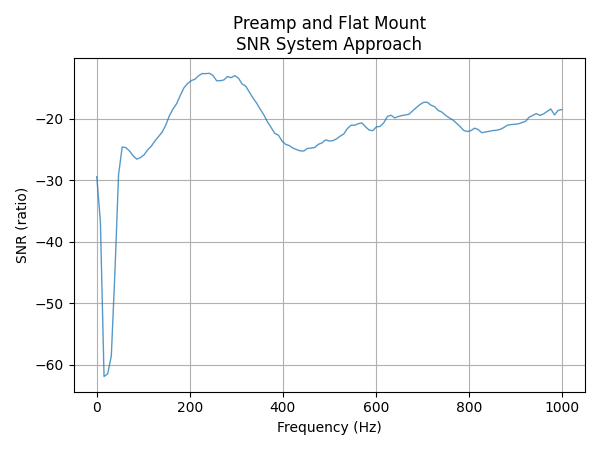 Preamp and Flat Mount
SNR System Approach
SNR (ratio)
−20
−30
−40
−50
−60
0 200 400 600 800 1000
Frequency (Hz)